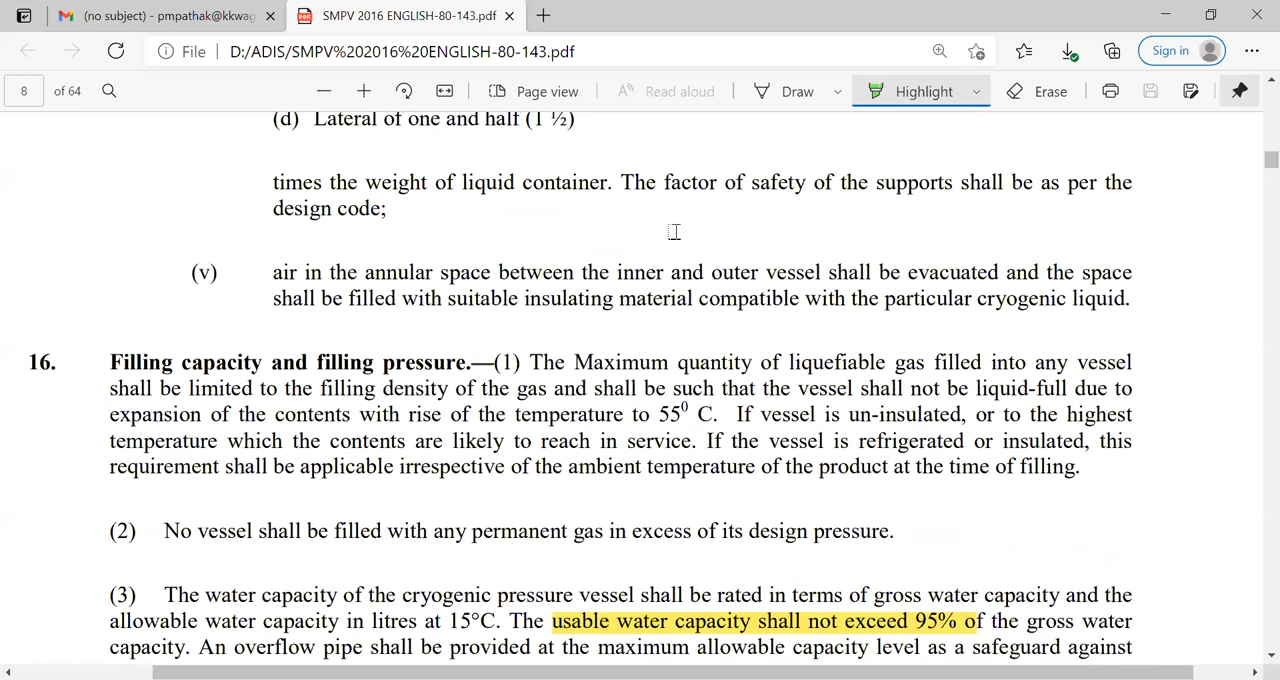 (no subject) - pmpathak@kkwag
SMPV 2016 ENGLISH-80-143.pdf
File | D:/ADIS/SMPV%202016%20ENGLISH-80-143.pdf
Sign in
8 of 64
Page view
Read aloud
Draw
Highlight
Erase
(d) Lateral of one and half (1 ½)
times the weight of liquid container. The factor of safety of the supports shall be as per the
design code;
(v) air in the annular space between the inner and outer vessel shall be evacuated and the space
shall be filled with suitable insulating material compatible with the particular cryogenic liquid.
16. Filling capacity and filling pressure.—(1) The Maximum quantity of liquefiable gas filled into any vessel
shall be limited to the filling density of the gas and shall be such that the vessel shall not be liquid-full due to
expansion of the contents with rise of the temperature to 55⁰ C. If vessel is un-insulated, or to the highest
temperature which the contents are likely to reach in service. If the vessel is refrigerated or insulated, this
requirement shall be applicable irrespective of the ambient temperature of the product at the time of filling.
(2) No vessel shall be filled with any permanent gas in excess of its design pressure.
(3) The water capacity of the cryogenic pressure vessel shall be rated in terms of gross water capacity and the
allowable water capacity in litres at 15°C. The usable water capacity shall not exceed 95% of the gross water
capacity. An overflow pipe shall be provided at the maximum allowable capacity level as a safeguard against